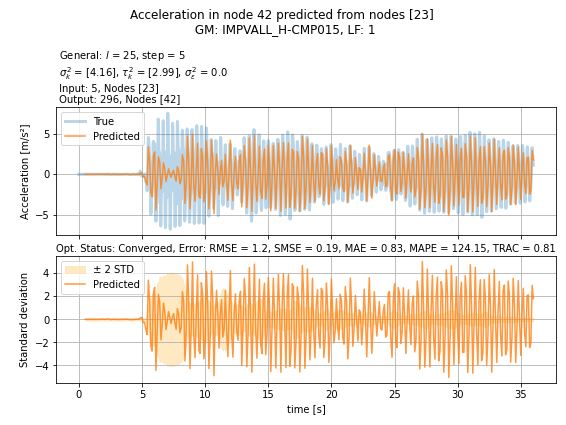 Acceleration in node 42 predicted from nodes [23]
GM: IMPVALL_H-CMP015, LF: 1
General: l = 25, step = 5
σ²ₖ = [4.16], τ²ₖ = [2.99], σ²ₑ = 0.0
Input: 5, Nodes [23]
Output: 296, Nodes [42]
True
Predicted
Acceleration [m/s²]
5
0
−5
Opt. Status: Converged, Error: RMSE = 1.2, SMSE = 0.19, MAE = 0.83, MAPE = 124.15, TRAC = 0.81
± 2 STD
Predicted
Standard deviation
4
2
0
−2
−4
0 5 10 15 20 25 30 35
time [s]